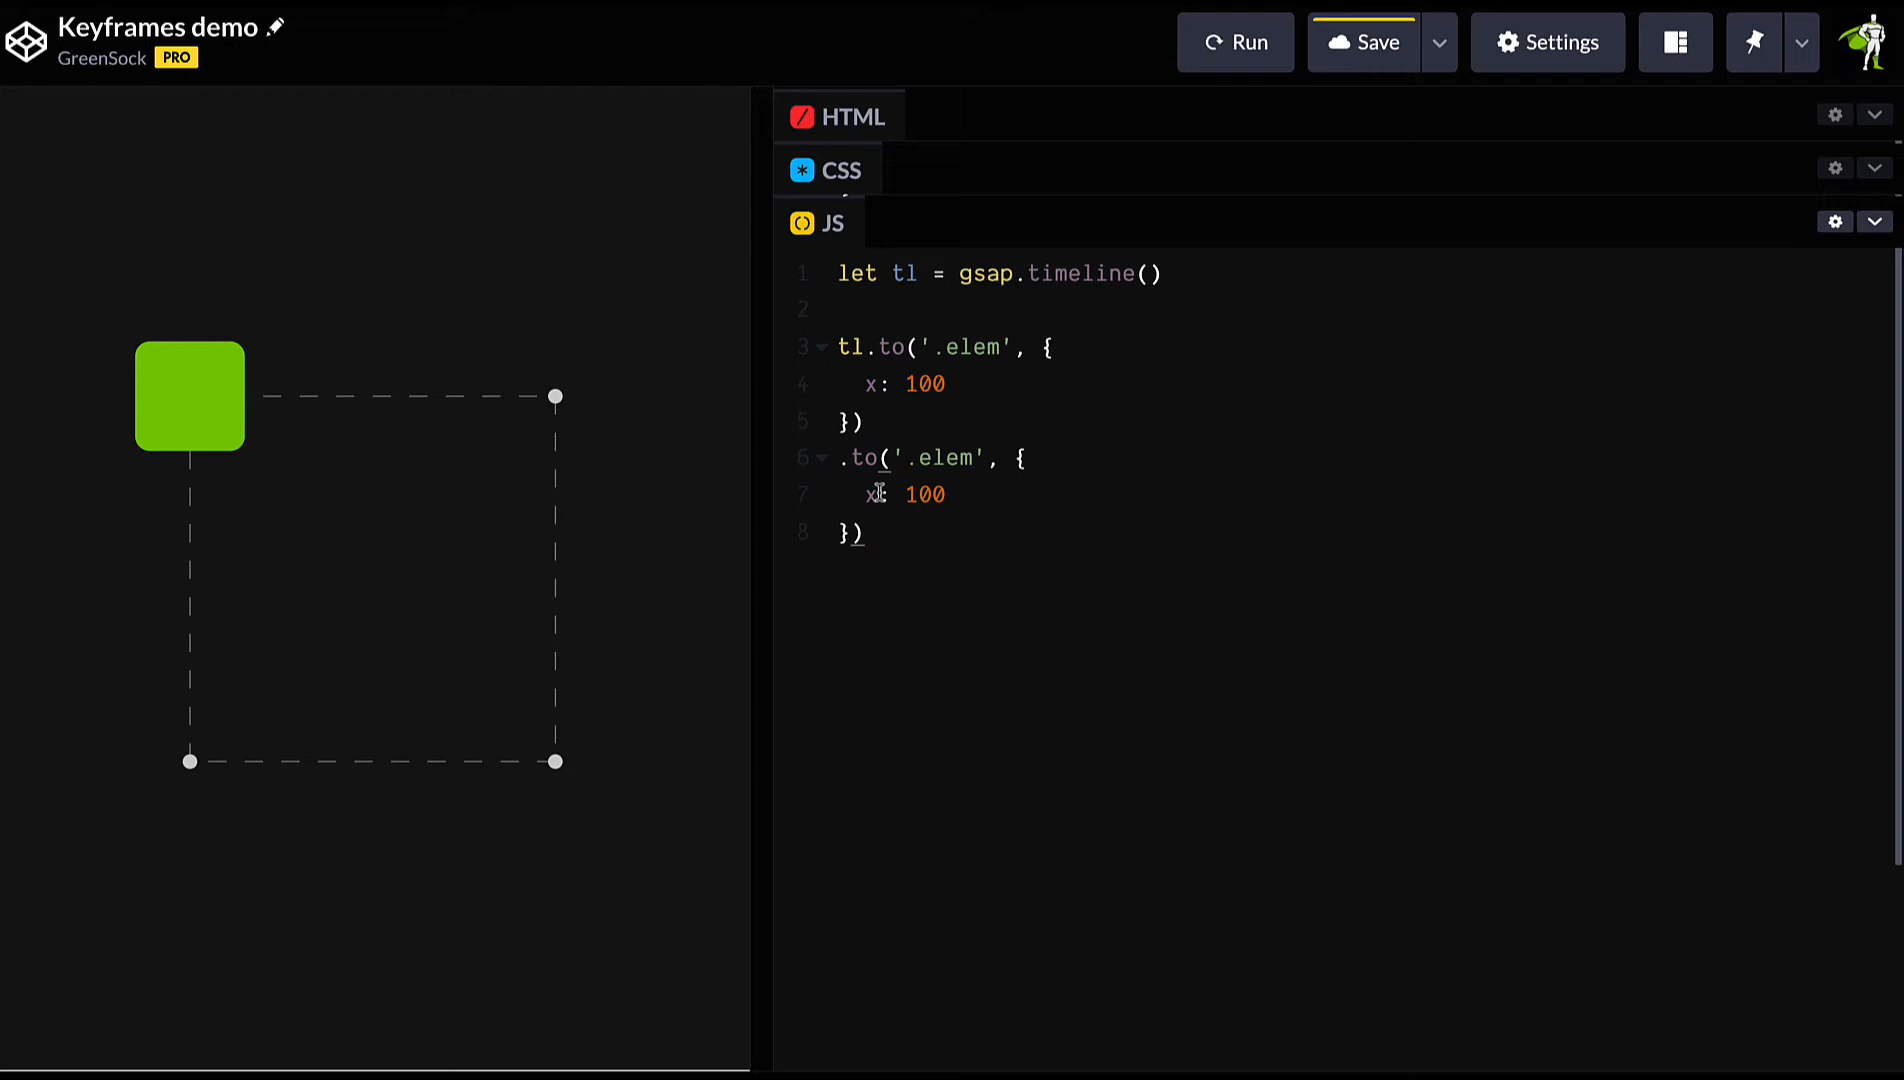 Keyframes demo
GreenSock PRO
Run
Save
Settings
HTML
CSS
JS
1 let tl = gsap.timeline()
2
3 tl.to('.elem', {
4 x: 100
5 })
6 .to('.elem', {
7 x: 100
8 })